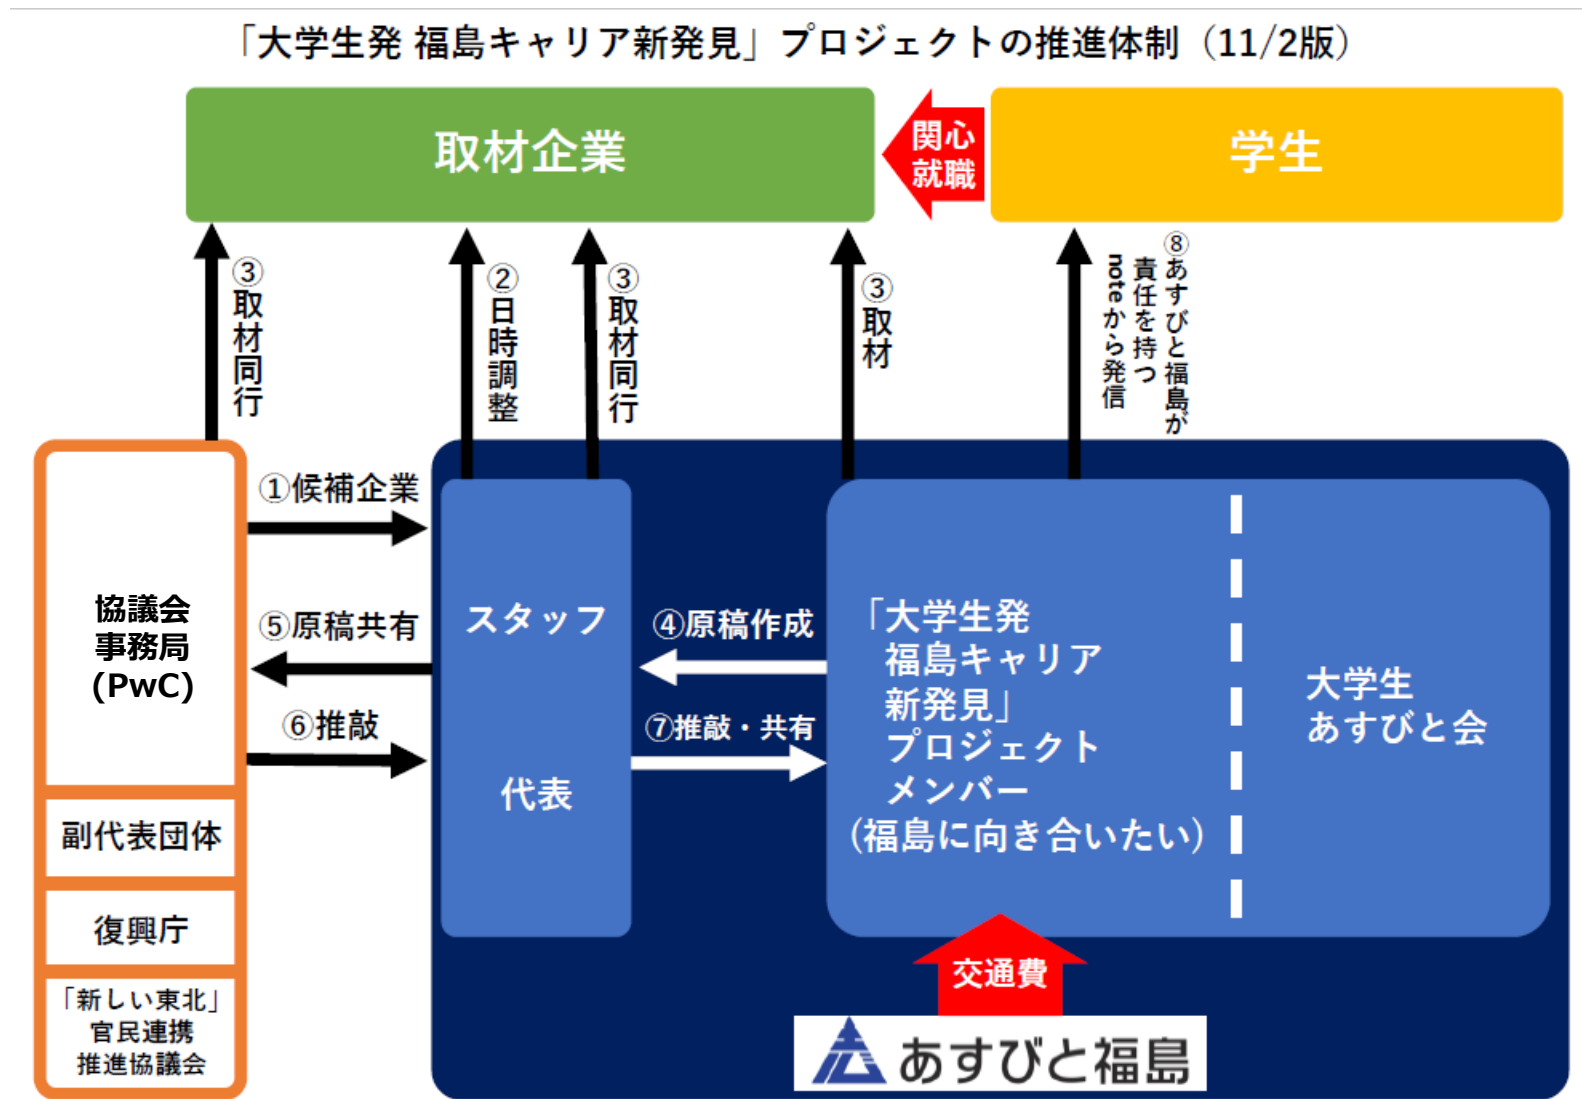 「大学生発 福島キャリア新発見」プロジェクトの推進体制（11/2版）
取材企業
関心
就職
学生
③取材同行
②日時調整
③取材同行
③取材
⑧あすびと福島が
責任を持つ
noteから発信
①候補企業
⑤原稿共有
⑥推敲
協議会
事務局
(PwC)
副代表団体
復興庁
「新しい東北」
官民連携
推進協議会
スタッフ
代表
④原稿作成
⑦推敲・共有
「大学生発
福島キャリア
新発見」
プロジェクト
メンバー
(福島に向き合いたい)
大学生
あすびと会
交通費
あすびと福島